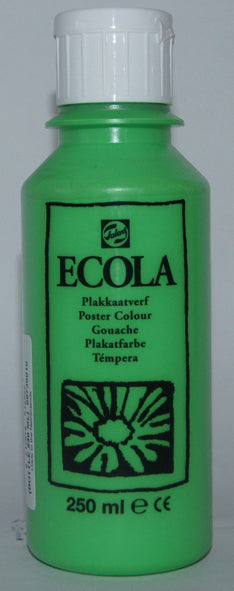 Talens
ECOLA
Plakkaatverf
Poster Colour
Gouache
Plakatfarbe
Témpera
250 ml e CE